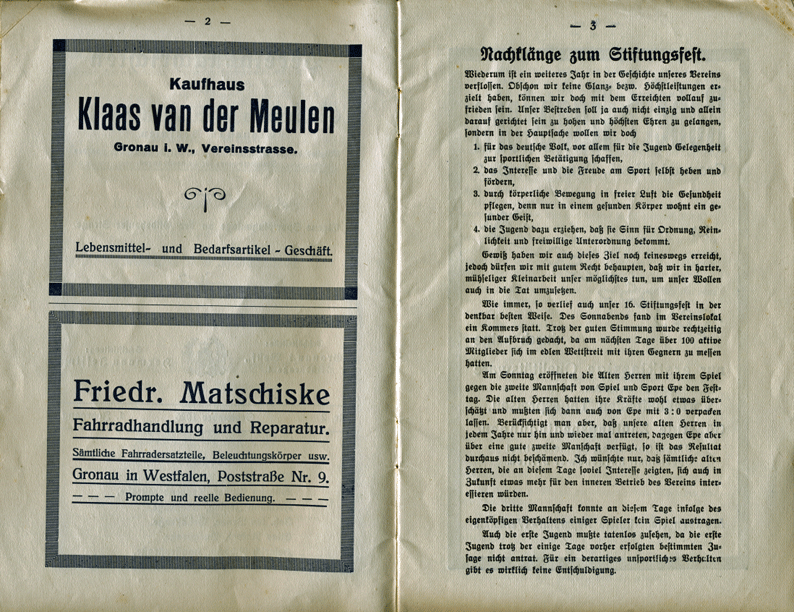 — 2 —
Kaufhaus
Klaas van der Meulen
Gronau i. W., Vereinsstrasse.
Lebensmittel- und Bedarfsartikel - Geschäft.
Friedr. Matschiske
Fahrradhandlung und Reparatur.
Sämtliche Fahrradersatzteile, Beleuchtungskörper usw.
Gronau in Westfalen, Poststraße Nr. 9.
— — — Prompte und reelle Bedienung. — — —
— 3 —
Nachklänge zum Stiftungsfest.
Wiederum ist ein weiteres Jahr in der Geschichte unseres Vereins
verflossen. Obschon wir keine Glanz- bezw. Höchstleistungen er-
zielt haben, können wir doch mit dem Erreichten vollauf zu-
frieden sein. Unser Bestreben soll ja auch nicht einzig und allein
darauf gerichtet sein zu hohen und höchsten Ehren zu gelangen,
sondern in der Hauptsache wollen wir doch
1. für das deutsche Volk, vor allem für die Jugend Gelegenheit
zur sportlichen Betätigung schaffen,
2. das Interesse und die Freude am Sport selbst heben und
fördern,
3. durch körperliche Bewegung in freier Luft die Gesundheit
pflegen, denn nur in einem gesunden Körper wohnt ein ge-
sunder Geist,
4. die Jugend dazu erziehen, daß sie Sinn für Ordnung, Rein-
lichkeit und freiwillige Unterordnung bekommt.
Gewiß haben wir auch dieses Ziel noch keineswegs erreicht,
jedoch dürfen wir mit gutem Recht behaupten, daß wir in harter,
mühseliger Kleinarbeit unser möglichstes tun, um unser Wollen
auch in die Tat umzusetzen.
Wie immer, so verlief auch unser 16. Stiftungsfest in der
denkbar besten Weise. Des Sonnabends fand im Vereinslokal
ein Kommers statt. Trotz der guten Stimmung wurde rechtzeitig
an den Aufbruch gedacht, da am nächsten Tage über 100 aktive
Mitglieder sich im edlen Wettstreit mit ihren Gegnern zu messen
hatten.
Am Sonntag eröffneten die Alten Herren mit ihrem Spiel
gegen die zweite Mannschaft von Spiel und Sport Epe den Fest-
tag. Die alten Herren hatten ihre Kräfte wohl etwas über-
schätzt und mußten sich dann auch von Epe mit 3 : 0 verpacken
lassen. Berücksichtigt man aber, daß unsere alten Herren in
jedem Jahre nur hin und wieder mal antreten, dagegen Epe aber
über eine gute zweite Manschaft verfügt, so ist das Resultat
durchaus nicht beschämend. Ich wünschte nur, daß sämtliche alten
Herren, die an diesem Tage soviel Interesse zeigten, sich auch in
Zukunft etwas mehr für den inneren Betrieb des Vereins inter-
essieren würden.
Die dritte Mannschaft konnte an diesem Tage infolge des
eigenköpfigen Verhaltens einiger Spieler kein Spiel austragen.
Auch die erste Jugend mußte tatenlos zusehen, da die erste
Jugend trotz der einige Tage vorher erfolgten bestimmten Zu-
sage nicht antrat. Für ein derartiges unsportliches Verhalten
gibt es wirklich keine Entschuldigung.